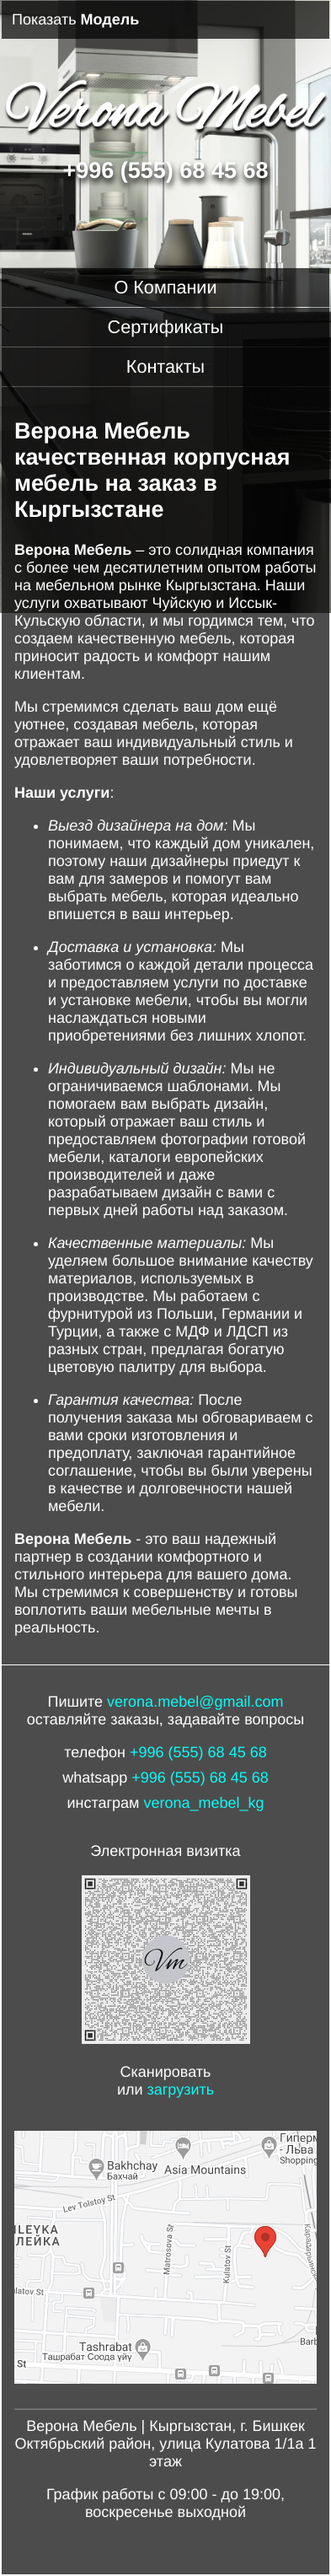 Показать Модель
Verona Mebel
+996 (555) 68 45 68
О Компании
Сертификаты
Контакты
Верона Мебель
качественная корпусная
мебель на заказ в
Кыргызстане
Верона Мебель – это солидная компания
с более чем десятилетним опытом работы
на мебельном рынке Кыргызстана. Наши
услуги охватывают Чуйскую и Иссык-
Кульскую области, и мы гордимся тем, что
создаем качественную мебель, которая
приносит радость и комфорт нашим
клиентам.
Мы стремимся сделать ваш дом ещё
уютнее, создавая мебель, которая
отражает ваш индивидуальный стиль и
удовлетворяет ваши потребности.
Наши услуги:
• Выезд дизайнера на дом: Мы
понимаем, что каждый дом уникален,
поэтому наши дизайнеры приедут к
вам для замеров и помогут вам
выбрать мебель, которая идеально
впишется в ваш интерьер.
• Доставка и установка: Мы
заботимся о каждой детали процесса
и предоставляем услуги по доставке
и установке мебели, чтобы вы могли
наслаждаться новыми
приобретениями без лишних хлопот.
• Индивидуальный дизайн: Мы не
ограничиваемся шаблонами. Мы
помогаем вам выбрать дизайн,
который отражает ваш стиль и
предоставляем фотографии готовой
мебели, каталоги европейских
производителей и даже
разрабатываем дизайн с вами с
первых дней работы над заказом.
• Качественные материалы: Мы
уделяем большое внимание качеству
материалов, используемых в
производстве. Мы работаем с
фурнитурой из Польши, Германии и
Турции, а также с МДФ и ЛДСП из
разных стран, предлагая богатую
цветовую палитру для выбора.
• Гарантия качества: После
получения заказа мы обговариваем с
вами сроки изготовления и
предоплату, заключая гарантийное
соглашение, чтобы вы были уверены
в качестве и долговечности нашей
мебели.
Верона Мебель - это ваш надежный
партнер в создании комфортного и
стильного интерьера для вашего дома.
Мы стремимся к совершенству и готовы
воплотить ваши мебельные мечты в
реальность.
Пишите verona.mebel@gmail.com
оставляйте заказы, задавайте вопросы
телефон +996 (555) 68 45 68
whatsapp +996 (555) 68 45 68
инстаграм verona_mebel_kg
Электронная визитка
Vm
Сканировать
или загрузить
Гиперм
- Льва
Shopping
Bakhchay
Бахчай
Asia Mountains
Lev Tolstoy St
ILEYKA
ЛЕЙКА
Matrosova St
Kulatov St
latov St
Barb
Tashrabat
Ташрабат Соода үйү
St
Верона Мебель | Кыргызстан, г. Бишкек
Октябрьский район, улица Кулатова 1/1а 1
этаж
График работы с 09:00 - до 19:00,
воскресенье выходной